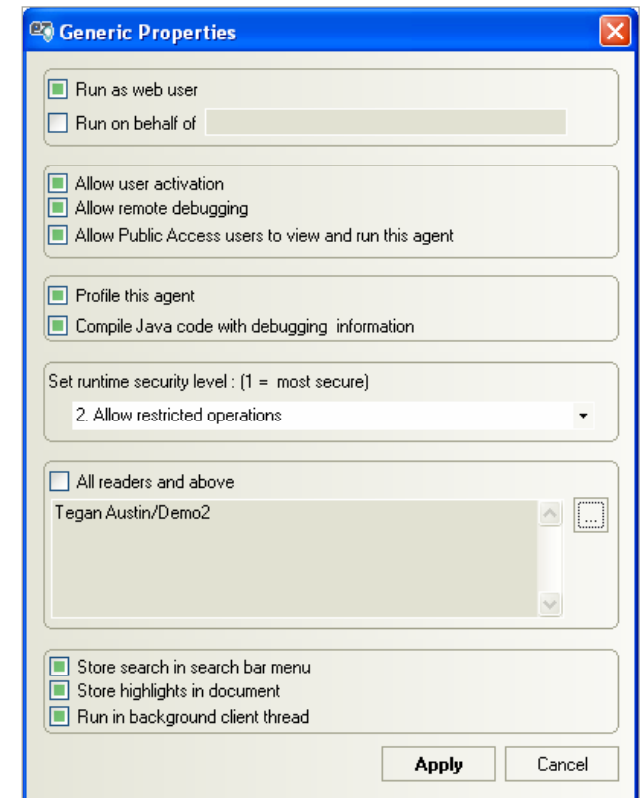 Generic Properties
Run as web user
Run on behalf of
Allow user activation
Allow remote debugging
Allow Public Access users to view and run this agent
Profile this agent
Compile Java code with debugging information
Set runtime security level : (1 = most secure)
2. Allow restricted operations
All readers and above
Tegan Austin/Demo2
...
Store search in search bar menu
Store highlights in document
Run in background client thread
Apply Cancel